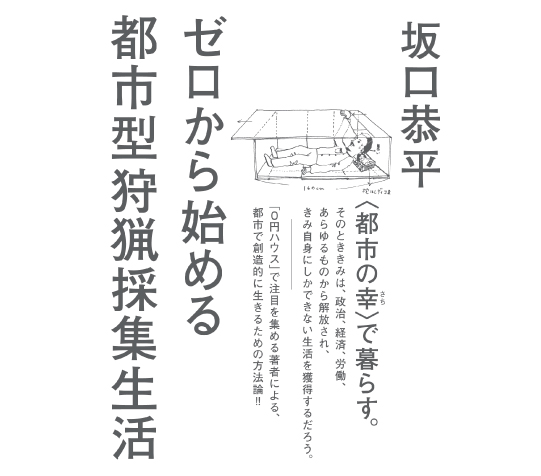 坂口恭平
〈都市の幸〉で暮らす。
さち
そのとききみは、政治、経済、労働、
あらゆるものから解放され、
きみ自身にしかできない生活を獲得するだろう。
「0円ハウス」で注目を集める著者による、
都市で創造的に生きるための方法論!!
ゼロから始める
都市型狩猟採集生活